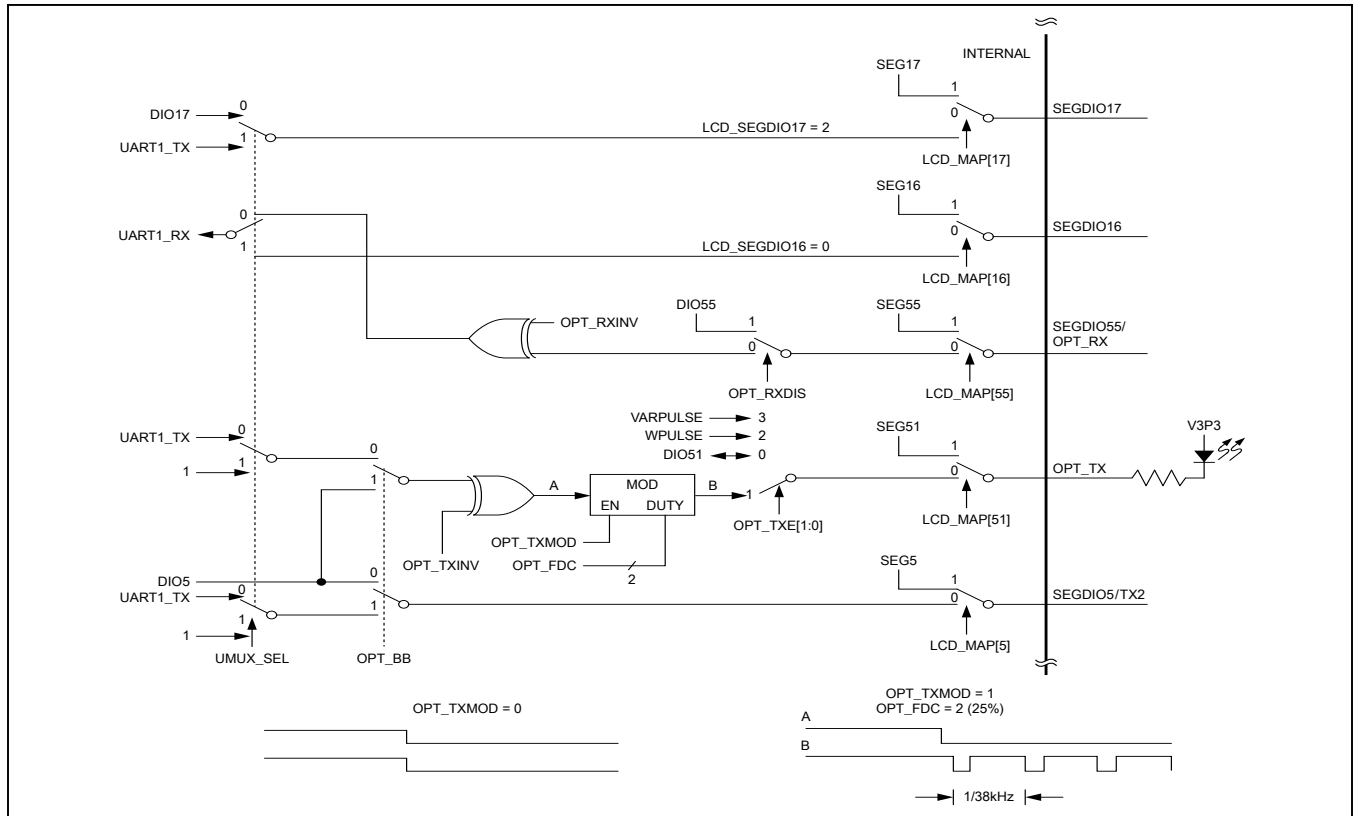 INTERNAL
SEG17
1
0
SEGDIO17
LCD_MAP[17]
DIO17
0
1
UART1_TX
LCD_SEGDIO17 = 2
SEG16
1
0
SEGDIO16
LCD_MAP[16]
UART1_RX
0
1
LCD_SEGDIO16 = 0
OPT_RXINV
DIO55
1
0
OPT_RXDIS
SEG55
1
0
SEGDIO55/
OPT_RX
LCD_MAP[55]
VARPULSE
3
WPULSE
2
DIO51
0
UART1_TX
0
1
1
0
1
A
MOD
EN DUTY
B
1
OPT_TXE[1:0]
SEG51
1
0
OPT_TX
V3P3
LCD_MAP[51]
OPT_TXINV
OPT_TXMOD
OPT_FDC
2
DIO5
UART1_TX
0
1
1
0
1
UMUX_SEL
OPT_BB
SEG5
1
0
SEGDIO5/TX2
LCD_MAP[5]
OPT_TXMOD = 0
OPT_TXMOD = 1
OPT_FDC = 2 (25%)
A
B
1/38kHz